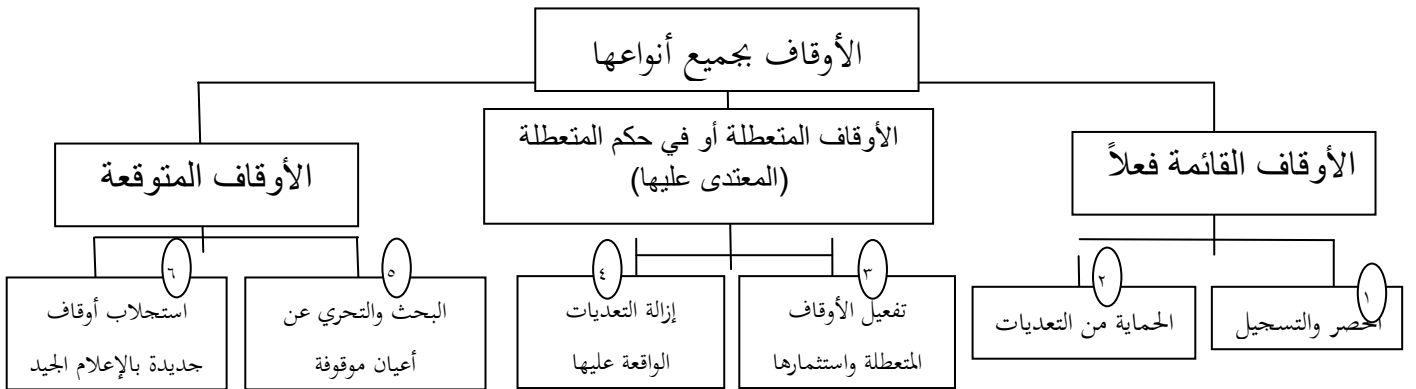 الأوقاف بجميع أنواعها
الأوقاف القائمة فعلاً
الأوقاف المتعطلة أو في حكم المتعطلة
(المعتدى عليها)
الأوقاف المتوقعة
١
الحصر والتسجيل
٢
الحماية من التعديات
٣
تفعيل الأوقاف
المتعطلة واستثمارها
٤
إزالة التعديات
الواقعة عليها
٥
البحث والتحري عن
أعيان موقوفة
٦
استجلاب أوقاف
جديدة بالإعلام الجيد